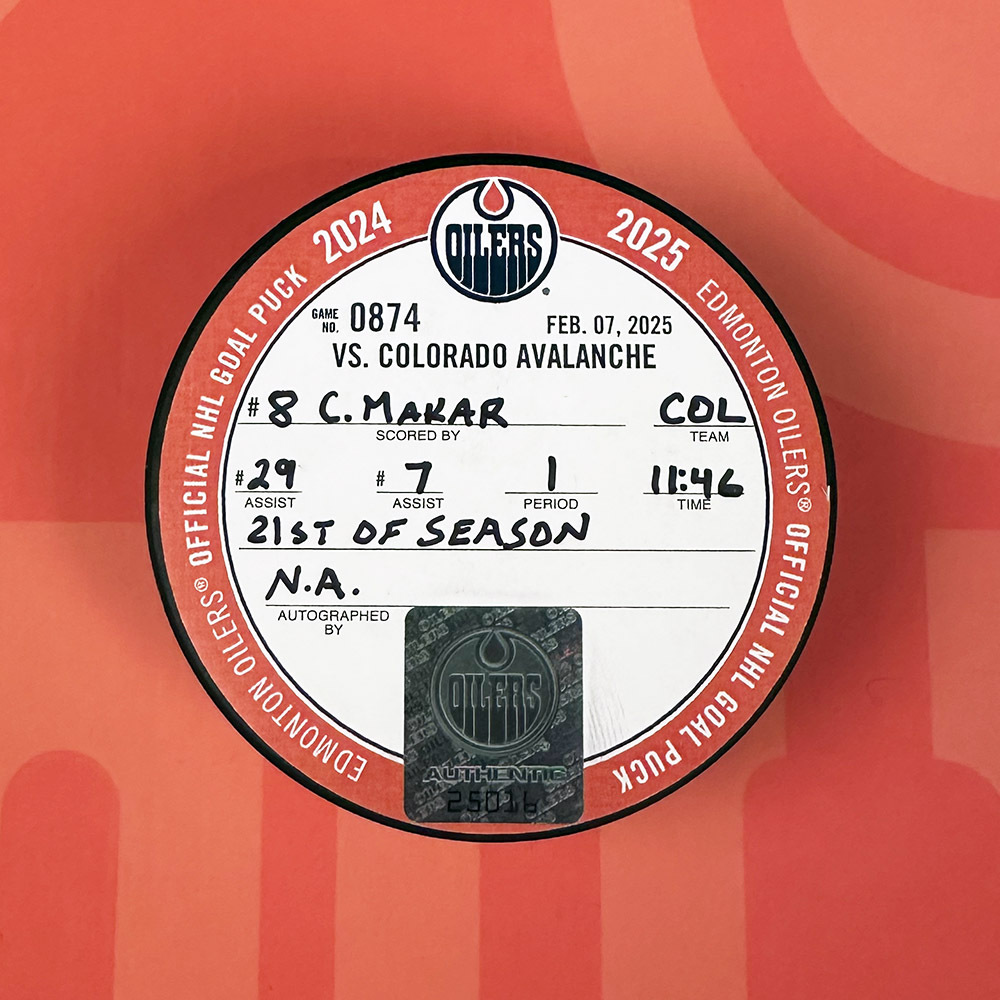 2024
2025
OILERS
EDMONTON OILERS® OFFICIAL NHL GOAL PUCK
EDMONTON OILERS® OFFICIAL NHL GOAL PUCK
GAME NO. 0874 FEB. 07, 2025
VS. COLORADO AVALANCHE
#8 C. MAKAR COL
SCORED BY TEAM
#29 #7 1 11:46
ASSIST ASSIST PERIOD TIME
21ST OF SEASON
N.A.
AUTOGRAPHED
BY
OILERS
AUTHENTIC
25016